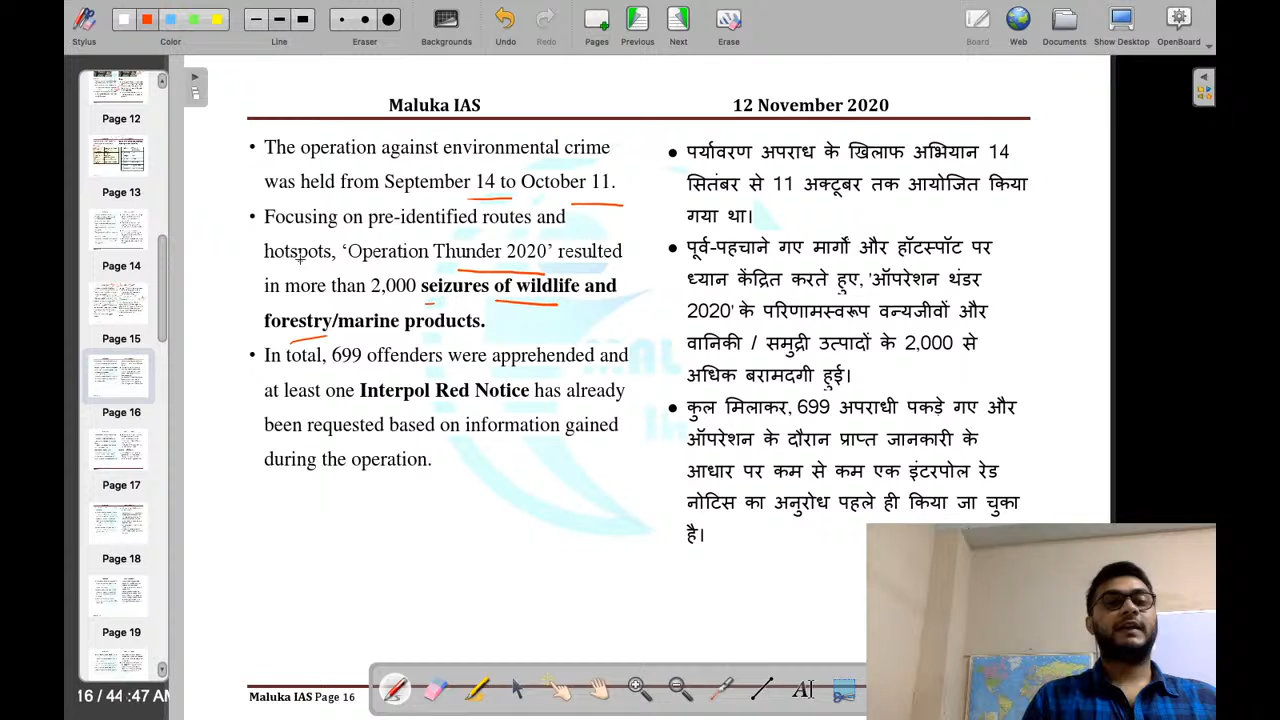 Stylus
Color
Line
Eraser
Backgrounds
Undo
Redo
Pages
Previous
Next
Erase
Board
Web
Documents
Show Desktop
OpenBoard
Page 12
Page 13
Page 14
Page 15
Page 16
Page 17
Page 18
Page 19
16 / 44 :47 AM
Maluka IAS
12 November 2020
• The operation against environmental crime
was held from September 14 to October 11.
• Focusing on pre-identified routes and
hotspots, ‘Operation Thunder 2020’ resulted
in more than 2,000 seizures of wildlife and
forestry/marine products.
• In total, 699 offenders were apprehended and
at least one Interpol Red Notice has already
been requested based on information gained
during the operation.
● पर्यावरण अपराध के खिलाफ अभियान 14
सितंबर से 11 अक्टूबर तक आयोजित किया
गया था।
● पूर्व-पहचाने गए मार्गों और हॉटस्पॉट पर
ध्यान केंद्रित करते हुए, 'ऑपरेशन थंडर
2020' के परिणामस्वरूप वन्यजीवों और
वानिकी / समुद्री उत्पादों के 2,000 से
अधिक बरामदगी हुई।
● कुल मिलाकर, 699 अपराधी पकड़े गए और
ऑपरेशन के दौरान प्राप्त जानकारी के
आधार पर कम से कम एक इंटरपोल रेड
नोटिस का अनुरोध पहले ही किया जा चुका
है।
Maluka IAS Page 16